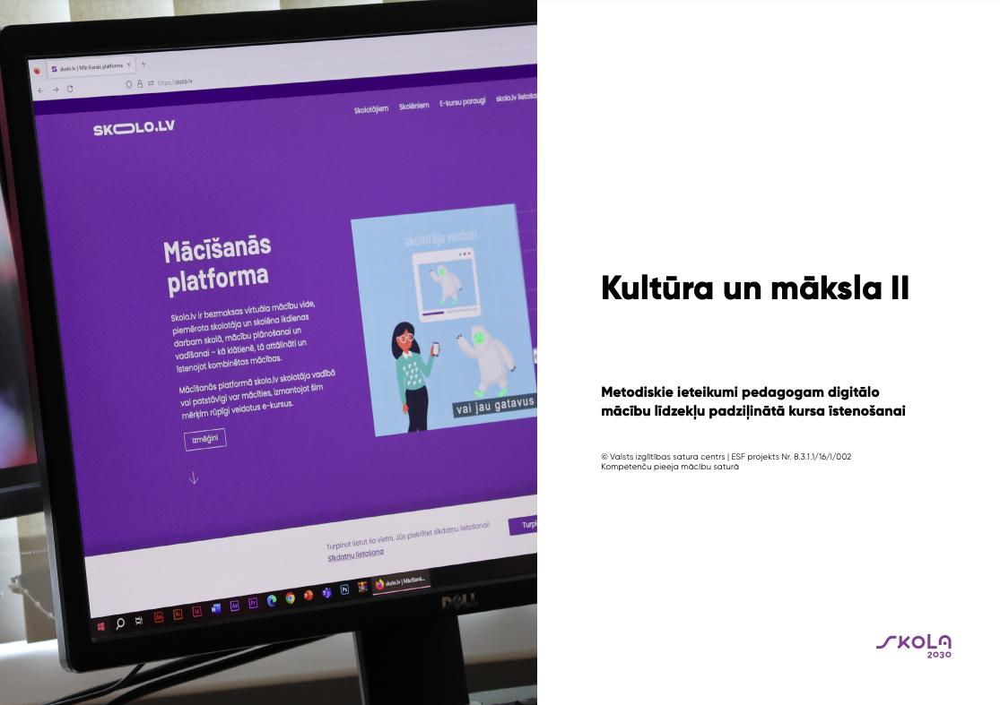 skolo.lv | Mācīšanās platforma
https://skolo.lv
SKOLO.LV
Skolotājiem Skolēniem E-kursu paraugi skolo.lv lietoša
Mācīšanās
platforma
Skolo.lv ir bezmaksas virtuāla mācību vide,
piemērota skolotāja un skolēna ikdienas
darbam skolā, mācību plānošanai un
vadīšanai – kā klātienē, tā attālināti un
īstenojot kombinētas mācības.
Mācīšanās platformā skolo.lv skolotāja vadībā
vai patstāvīgi var mācīties, izmantojot šim
mērķim rūpīgi veidotus e-kursus.
Izmēģini
skolotāja veidoti
vai jau gatavus
Turpinot lietot šo vietni, Jūs piekrītiet sīkdatņu lietošanai!
Sīkdatņu lietošana
Turpi
skolo.lv | Mācīšanā...
DELL
Kultūra un māksla II
Metodiskie ieteikumi pedagogam digitālo
mācību līdzekļu padziļinātā kursa īstenošanai
© Valsts izglītības satura centrs | ESF projekts Nr. 8.3.1.1/16/I/002
Kompetenču pieeja mācību saturā
SKOLA
2030